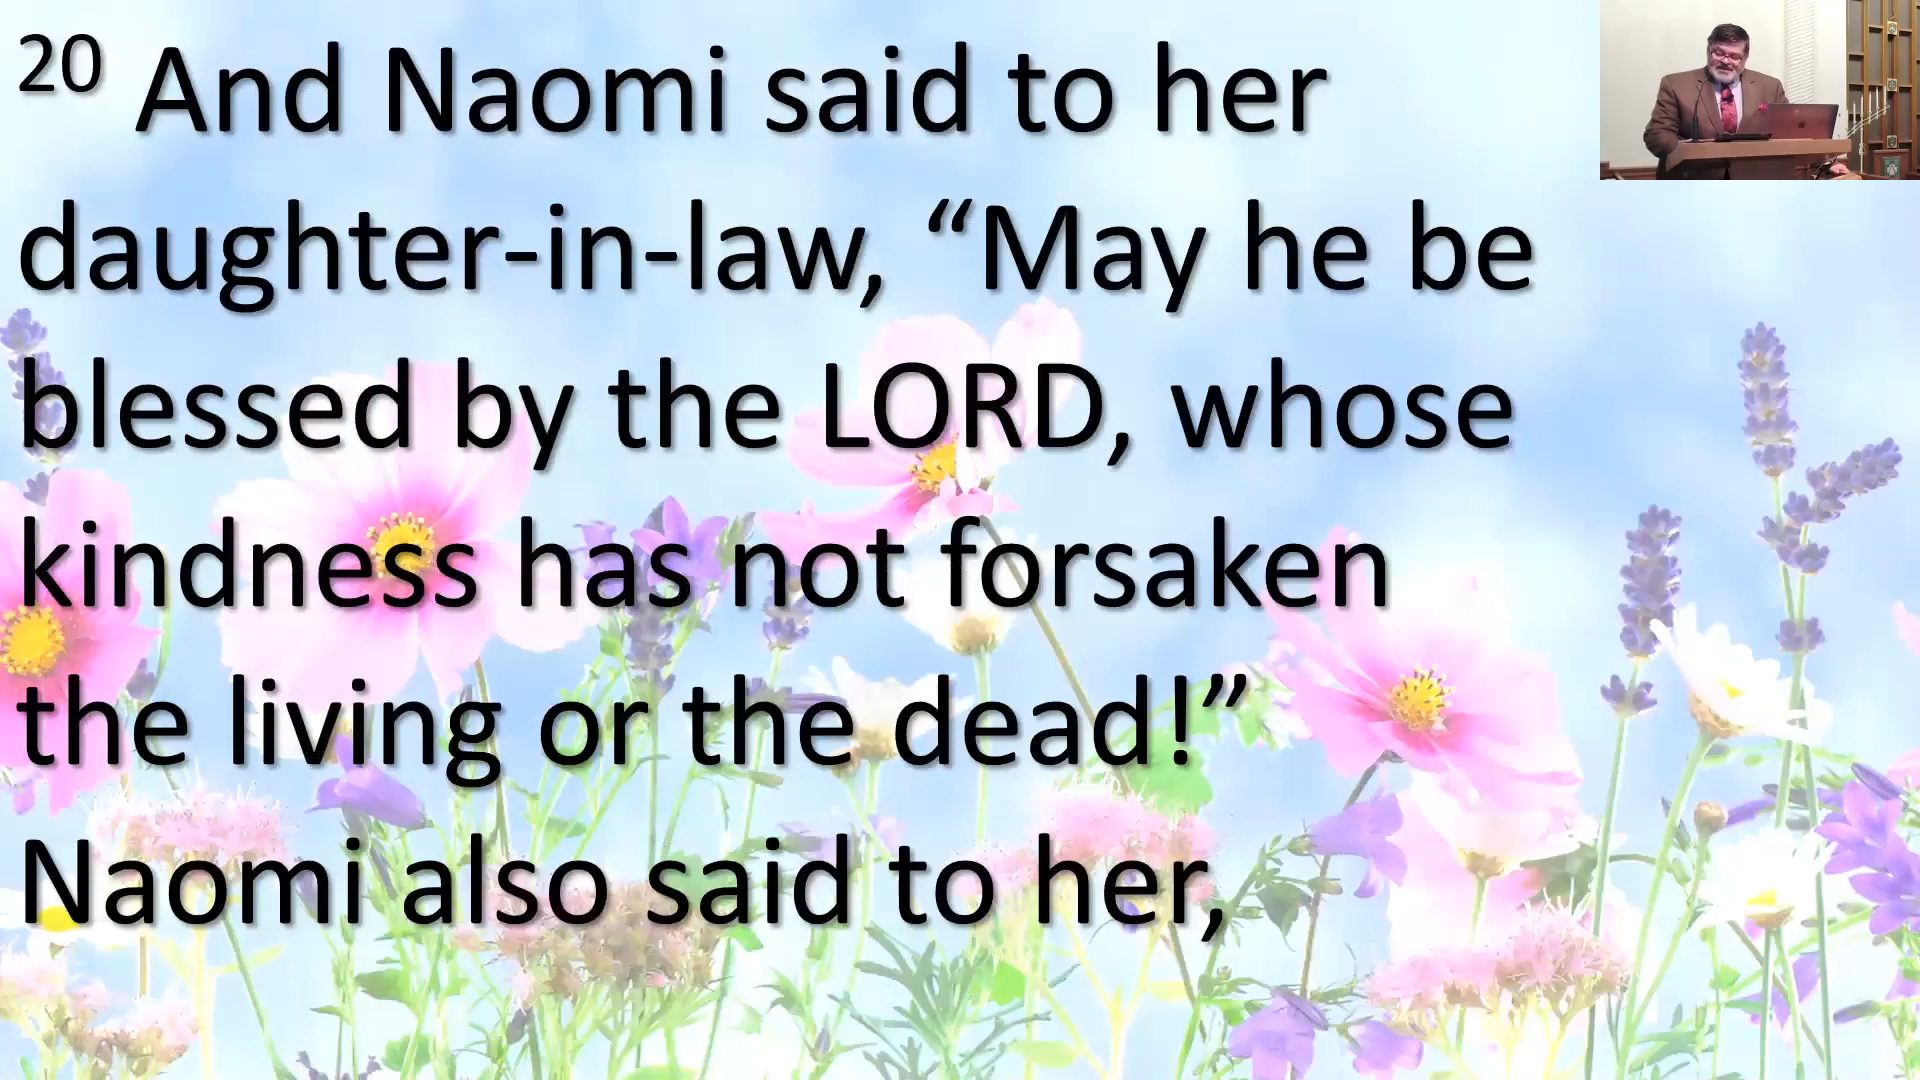 20 And Naomi said to her
daughter-in-law, “May he be
blessed by the LORD, whose
kindness has not forsaken
the living or the dead!”
Naomi also said to her,